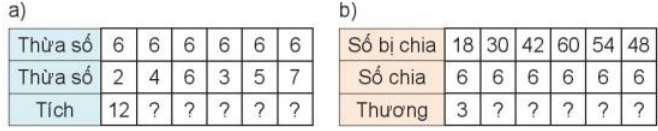 a)
Thừa số 6 6 6 6 6 6
Thừa số 2 4 6 3 5 7
Tích 12 ? ? ? ? ?
b)
Số bị chia 18 30 42 60 54 48
Số chia 6 6 6 6 6 6
Thương 3 ? ? ? ? ?